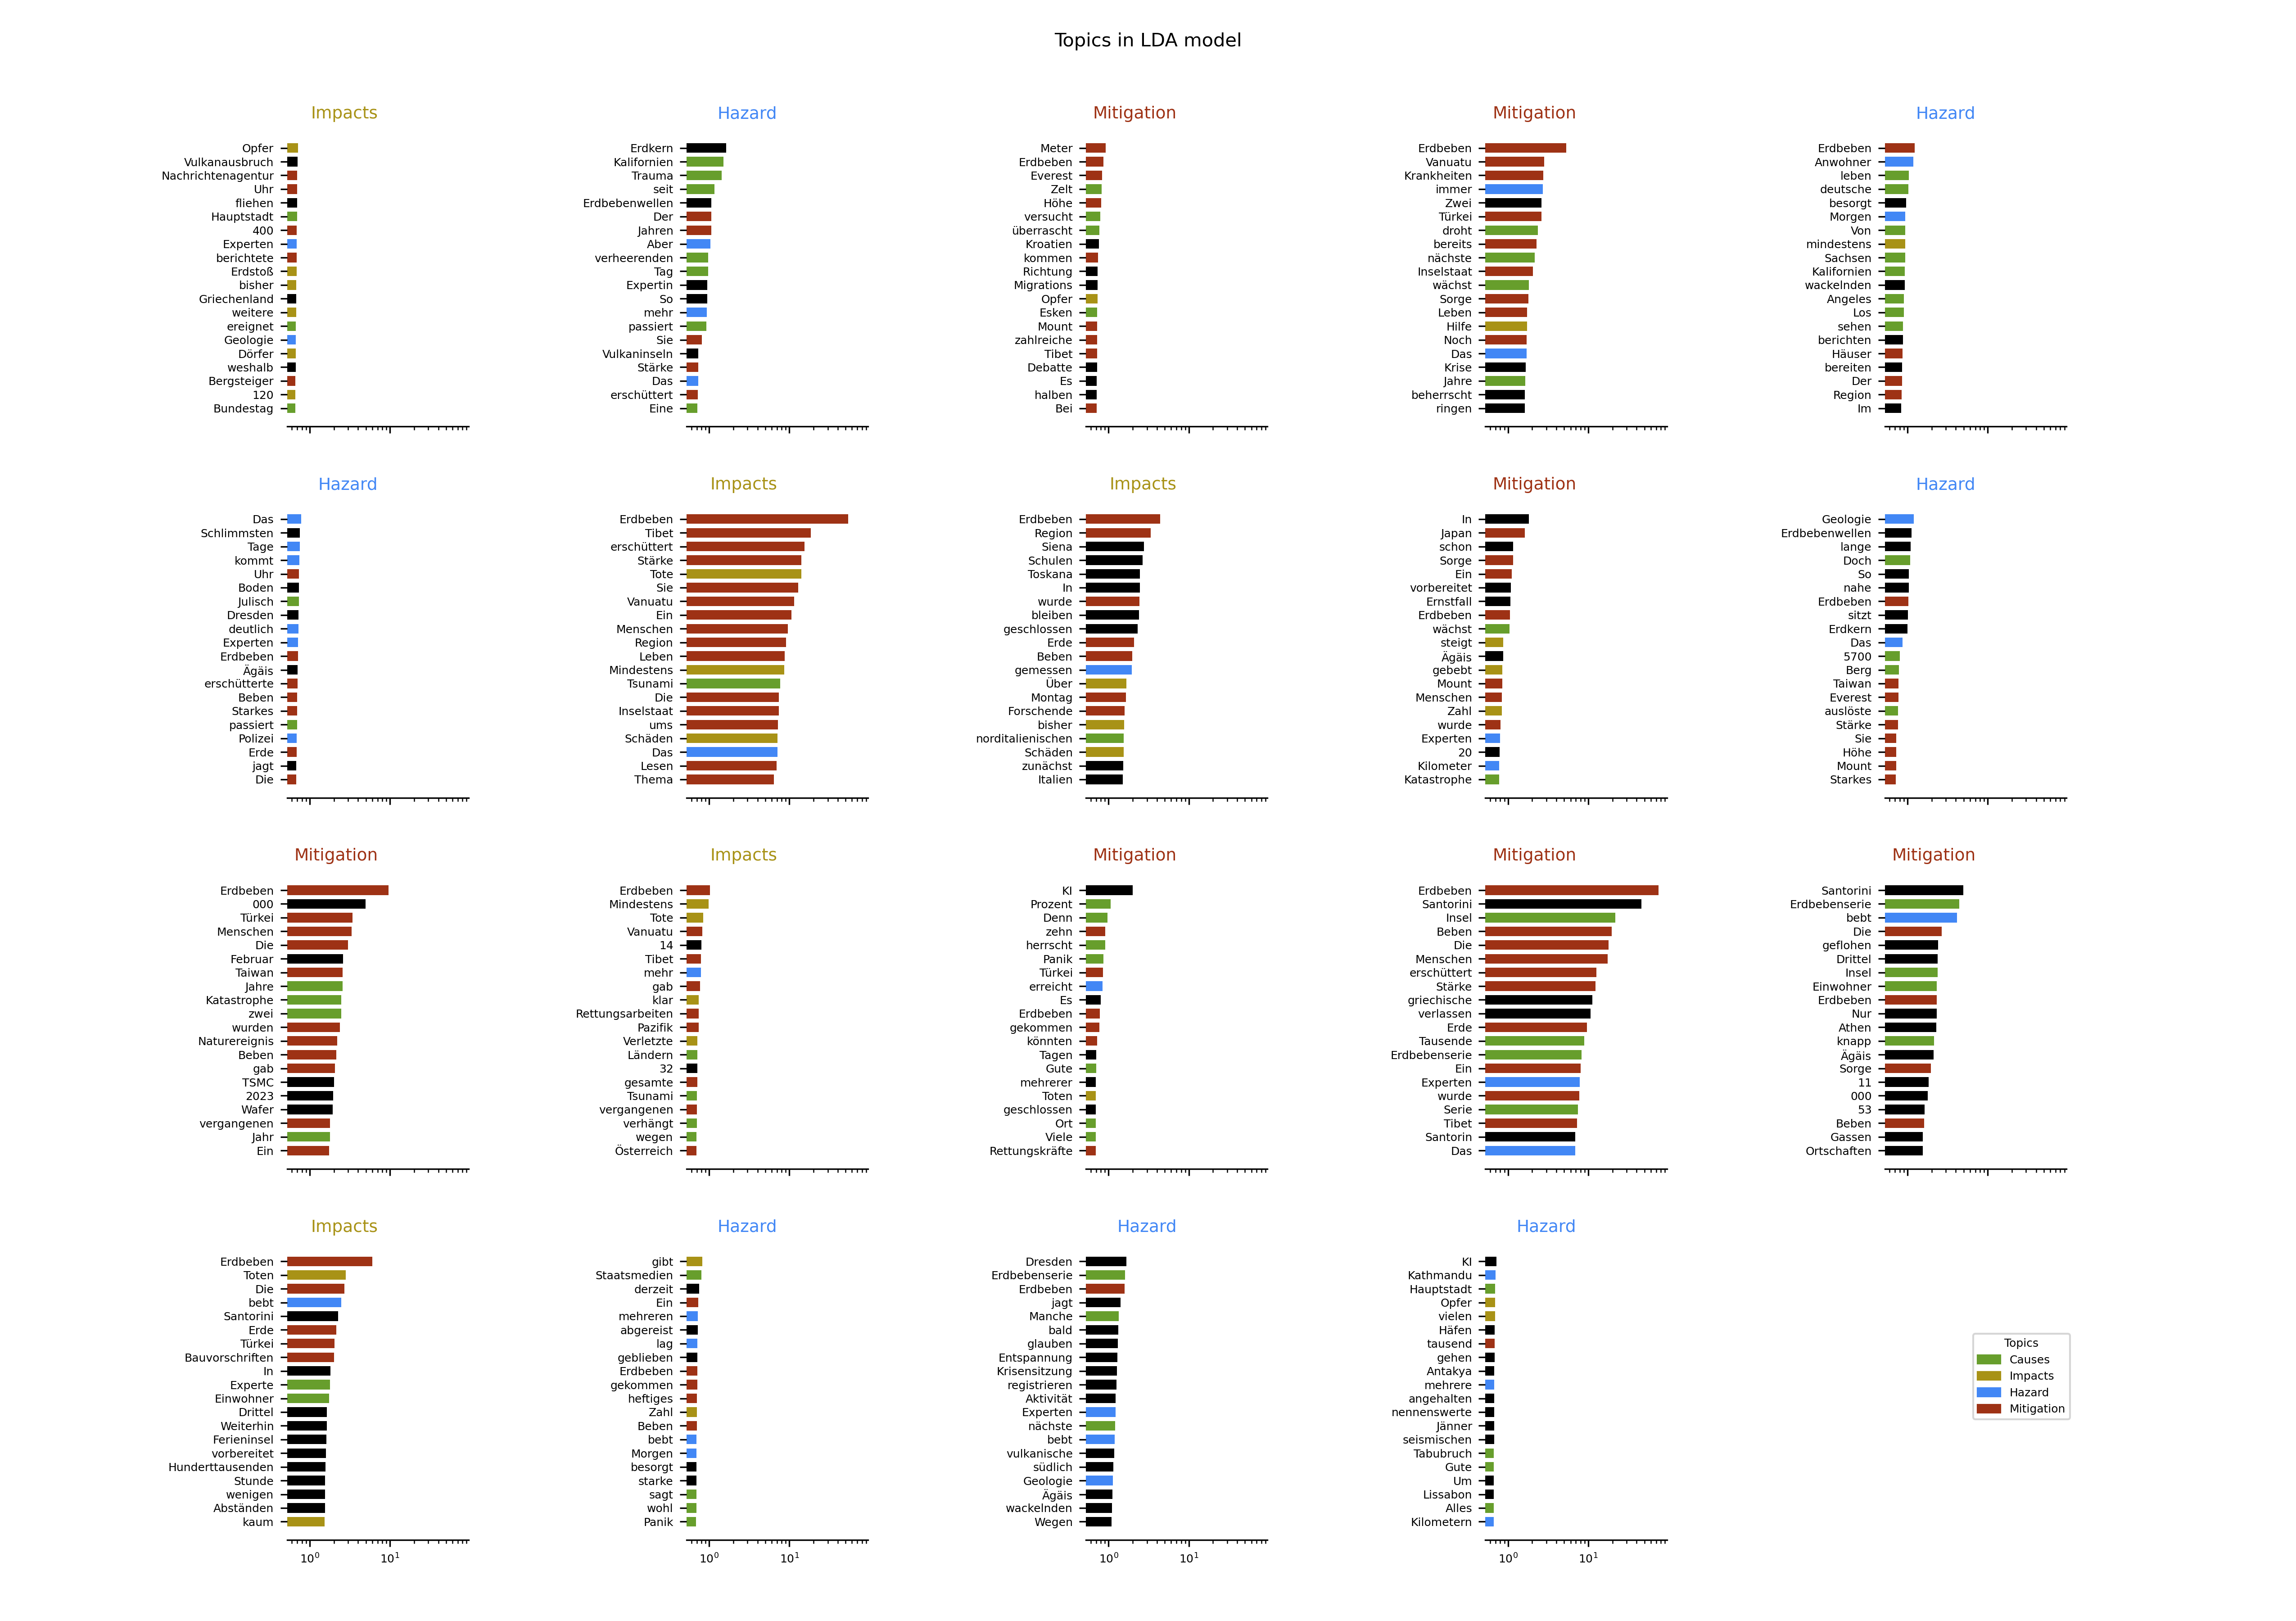 Topics in LDA model
Impacts
Opfer
Vulkanausbruch
Nachrichtenagentur
Uhr
fliehen
Hauptstadt
400
Experten
berichtete
Erdstoß
bisher
Griechenland
weitere
ereignet
Geologie
Dörfer
weshalb
Bergsteiger
120
Bundestag
Hazard
Erdkern
Kalifornien
Trauma
seit
Erdbebenwellen
Der
Jahren
Aber
verheerenden
Tag
Expertin
So
mehr
passiert
Sie
Vulkaninseln
Stärke
Das
erschüttert
Eine
Mitigation
Meter
Erdbeben
Everest
Zelt
Höhe
versucht
überrascht
Kroatien
kommen
Richtung
Migrations
Opfer
Esken
Mount
zahlreiche
Tibet
Debatte
Es
halben
Bei
Mitigation
Erdbeben
Vanuatu
Krankheiten
immer
Zwei
Türkei
droht
bereits
nächste
Inselstaat
wächst
Sorge
Leben
Hilfe
Noch
Das
Krise
Jahre
beherrscht
ringen
Hazard
Erdbeben
Anwohner
leben
deutsche
besorgt
Morgen
Von
mindestens
Sachsen
Kalifornien
wackelnden
Angeles
Los
sehen
berichten
Häuser
bereiten
Der
Region
Im
Hazard
Das
Schlimmsten
Tage
kommt
Uhr
Boden
Julisch
Dresden
deutlich
Experten
Erdbeben
Ägäis
erschütterte
Beben
Starkes
passiert
Polizei
Erde
jagt
Die
Impacts
Erdbeben
Tibet
erschüttert
Stärke
Tote
Sie
Vanuatu
Ein
Menschen
Region
Leben
Mindestens
Tsunami
Die
Inselstaat
ums
Schäden
Das
Lesen
Thema
Impacts
Erdbeben
Region
Siena
Schulen
Toskana
In
wurde
bleiben
geschlossen
Erde
Beben
gemessen
Über
Montag
Forschende
bisher
norditalienischen
Schäden
zunächst
Italien
Mitigation
In
Japan
schon
Sorge
Ein
vorbereitet
Ernstfall
Erdbeben
wächst
steigt
Ägäis
gebebt
Mount
Menschen
Zahl
wurde
Experten
20
Kilometer
Katastrophe
Hazard
Geologie
Erdbebenwellen
lange
Doch
So
nahe
Erdbeben
sitzt
Erdkern
Das
5700
Berg
Taiwan
Everest
auslöste
Stärke
Sie
Höhe
Mount
Starkes
Mitigation
Erdbeben
000
Türkei
Menschen
Die
Februar
Taiwan
Jahre
Katastrophe
zwei
wurden
Naturereignis
Beben
gab
TSMC
2023
Wafer
vergangenen
Jahr
Ein
Impacts
Erdbeben
Mindestens
Tote
Vanuatu
14
Tibet
mehr
gab
klar
Rettungsarbeiten
Pazifik
Verletzte
Ländern
32
gesamte
Tsunami
vergangenen
verhängt
wegen
Österreich
Mitigation
KI
Prozent
Denn
zehn
herrscht
Panik
Türkei
erreicht
Es
Erdbeben
gekommen
könnten
Tagen
Gute
mehrerer
Toten
geschlossen
Ort
Viele
Rettungskräfte
Mitigation
Erdbeben
Santorini
Insel
Beben
Die
Menschen
erschüttert
Stärke
griechische
verlassen
Erde
Tausende
Erdbebenserie
Ein
Experten
wurde
Serie
Tibet
Santorin
Das
Mitigation
Santorini
Erdbebenserie
bebt
Die
geflohen
Drittel
Insel
Einwohner
Erdbeben
Nur
Athen
knapp
Ägäis
Sorge
11
000
53
Beben
Gassen
Ortschaften
Impacts
Erdbeben
Toten
Die
bebt
Santorini
Erde
Türkei
Bauvorschriften
In
Experte
Einwohner
Drittel
Weiterhin
Ferieninsel
vorbereitet
Hunderttausenden
Stunde
wenigen
Abständen
kaum
10⁰ 10¹
Hazard
gibt
Staatsmedien
derzeit
Ein
mehreren
abgereist
lag
geblieben
Erdbeben
gekommen
heftiges
Zahl
Beben
bebt
Morgen
besorgt
starke
sagt
wohl
Panik
10⁰ 10¹
Hazard
Dresden
Erdbebenserie
Erdbeben
jagt
Manche
bald
glauben
Entspannung
Krisensitzung
registrieren
Aktivität
Experten
nächste
bebt
vulkanische
südlich
Geologie
Ägäis
wackelnden
Wegen
10⁰ 10¹
Hazard
KI
Kathmandu
Hauptstadt
Opfer
vielen
Häfen
tausend
gehen
Antakya
mehrere
angehalten
nennenswerte
Jänner
seismischen
Tabubruch
Gute
Um
Lissabon
Alles
Kilometern
10⁰ 10¹
Topics
Causes
Impacts
Hazard
Mitigation